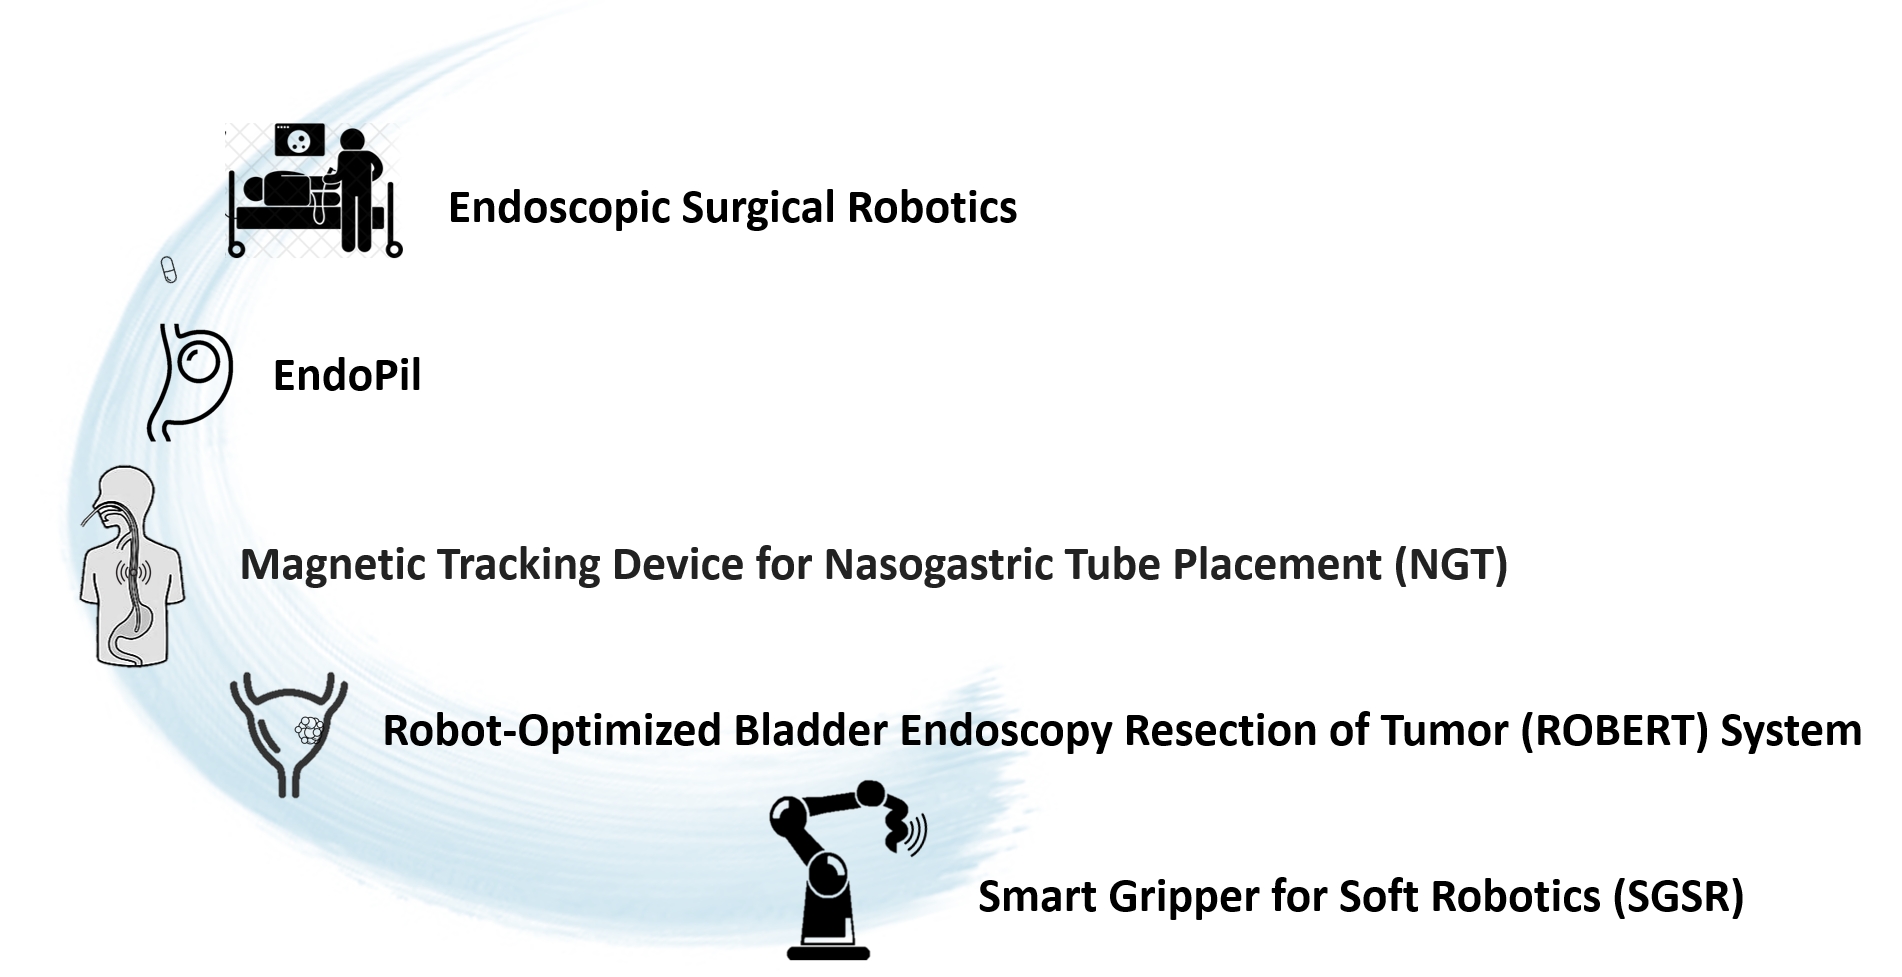 Endoscopic Surgical Robotics
EndoPil
Magnetic Tracking Device for Nasogastric Tube Placement (NGT)
Robot-Optimized Bladder Endoscopy Resection of Tumor (ROBERT) System
Smart Gripper for Soft Robotics (SGSR)